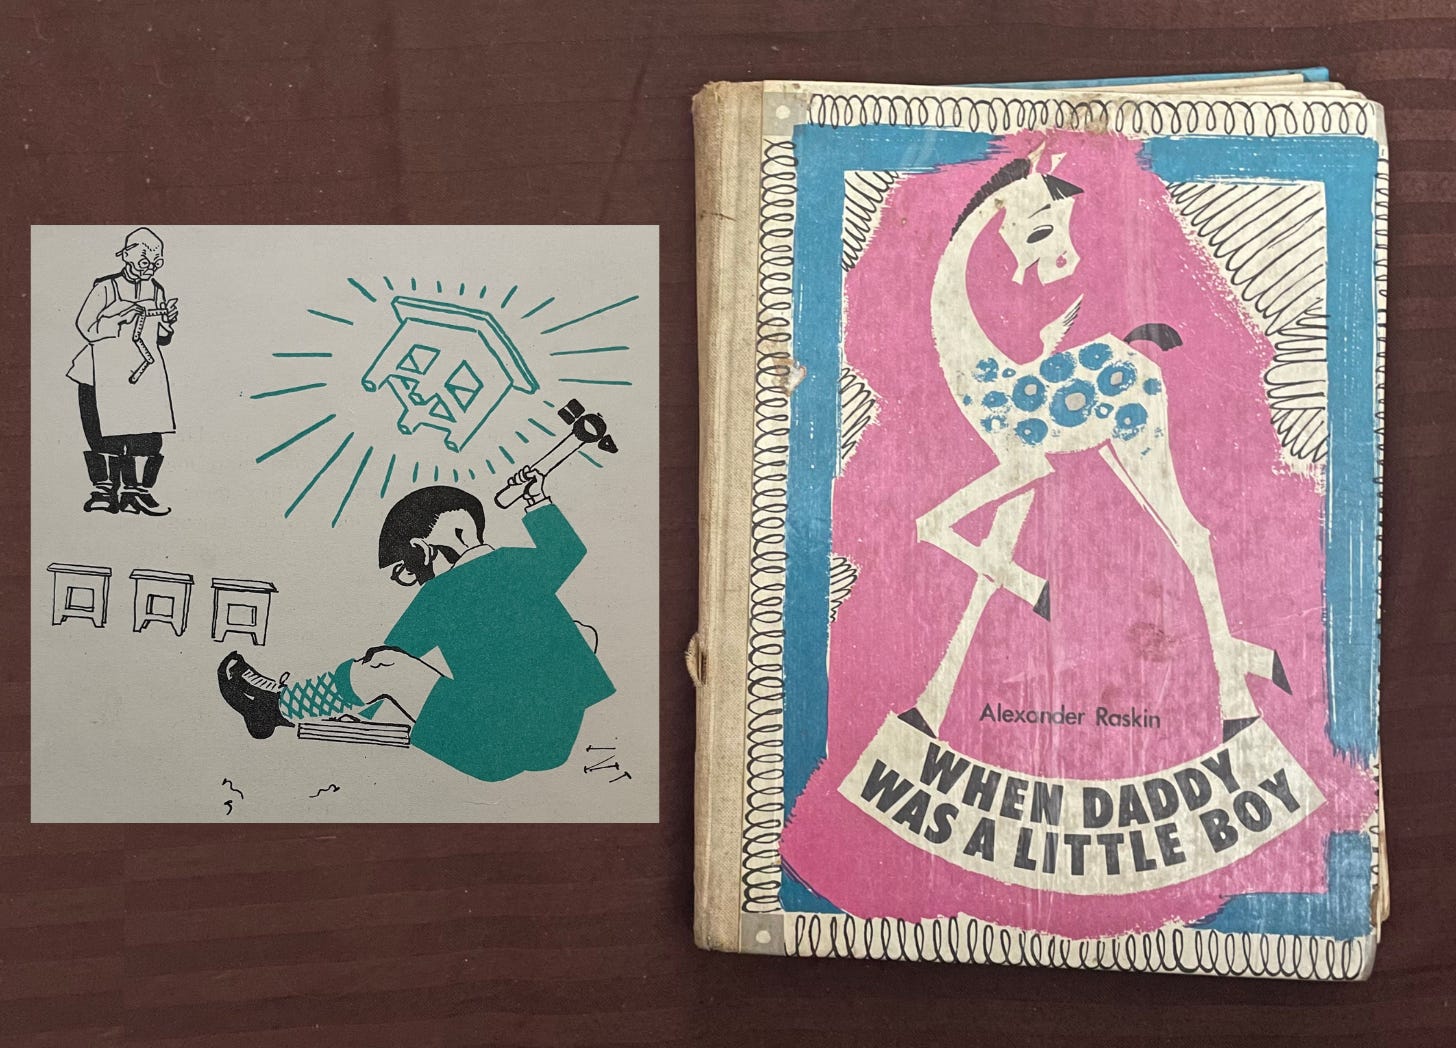 Alexander Raskin
WHEN DADDY
WAS A LITTLE BOY